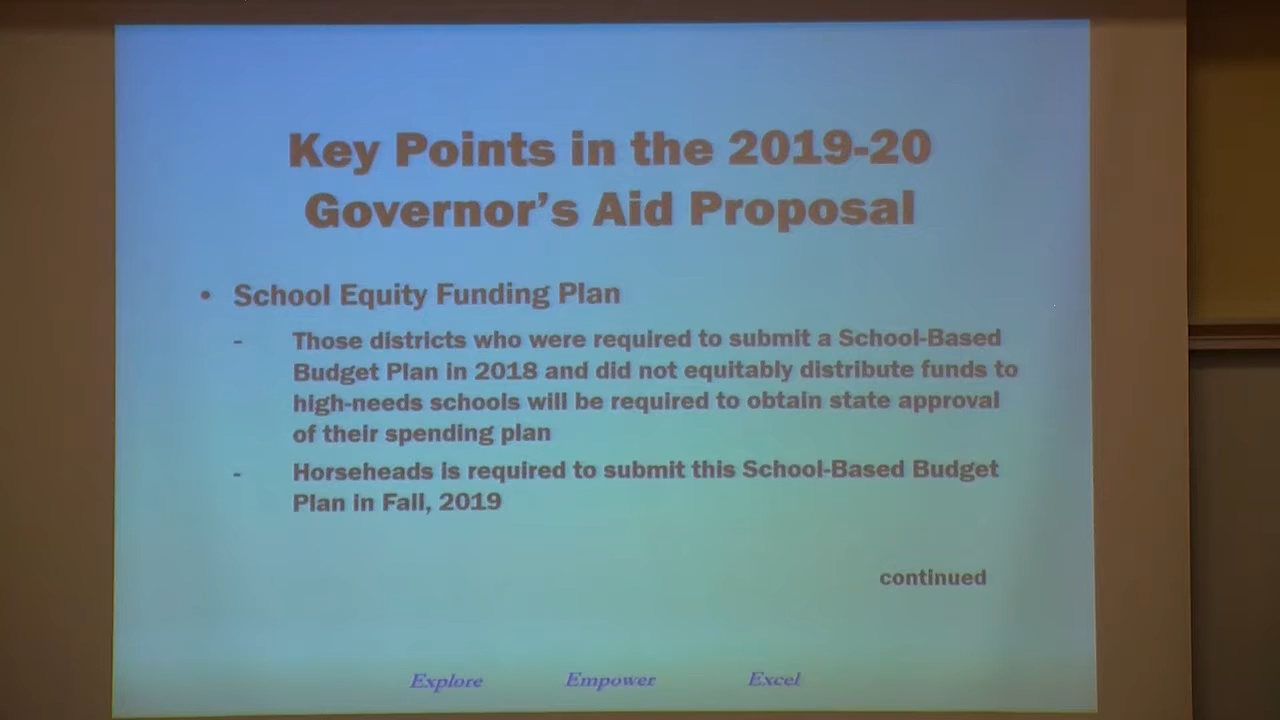 Key Points in the 2019-20
Governor's Aid Proposal
• School Equity Funding Plan
- Those districts who were required to submit a School-Based
Budget Plan in 2018 and did not equitably distribute funds to
high-needs schools will be required to obtain state approval
of their spending plan
- Horseheads is required to submit this School-Based Budget
Plan in Fall, 2019
continued
Explore Empower Excel